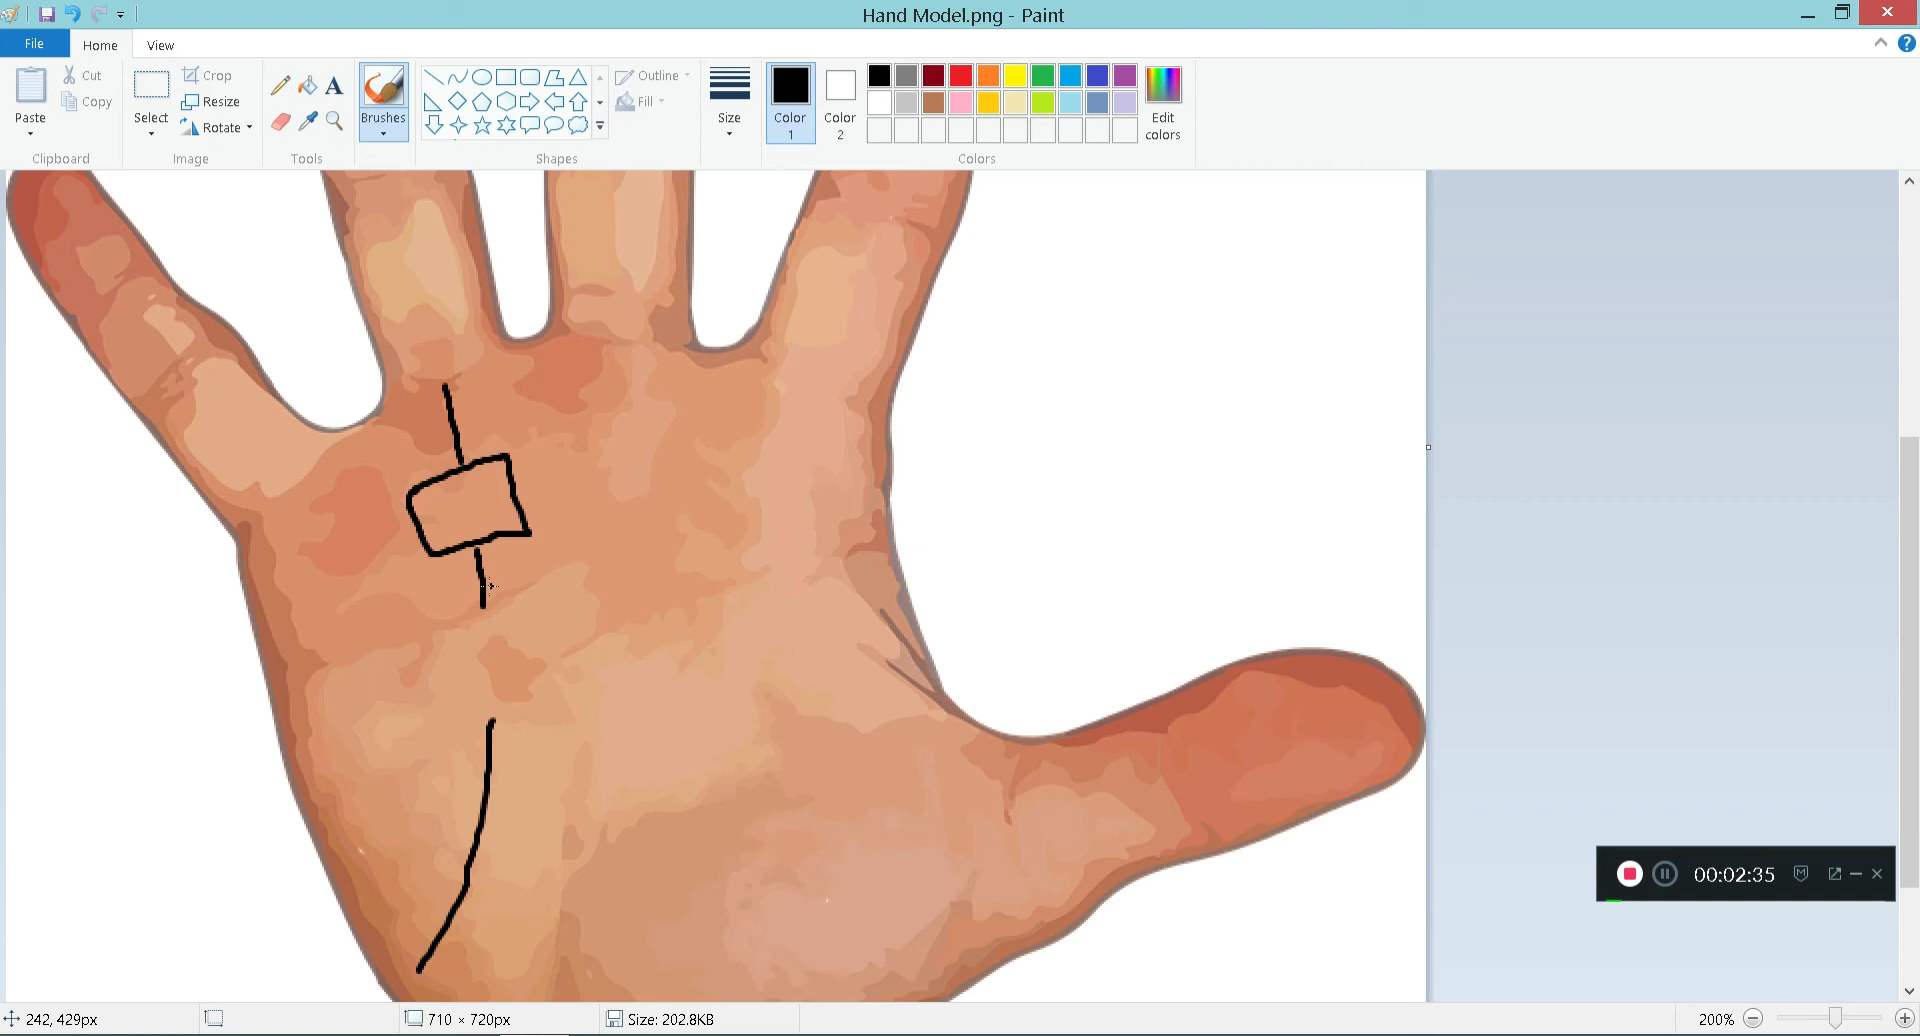 Hand Model.png - Paint
File Home View
Paste
Cut
Copy
Clipboard
Select
Crop
Resize
Rotate
Image
Tools
Brushes
Shapes
Outline
Fill
Size
Color 1
Color 2
Edit colors
Colors
00:02:35
242, 429px
710 × 720px
Size: 202.8KB
200%